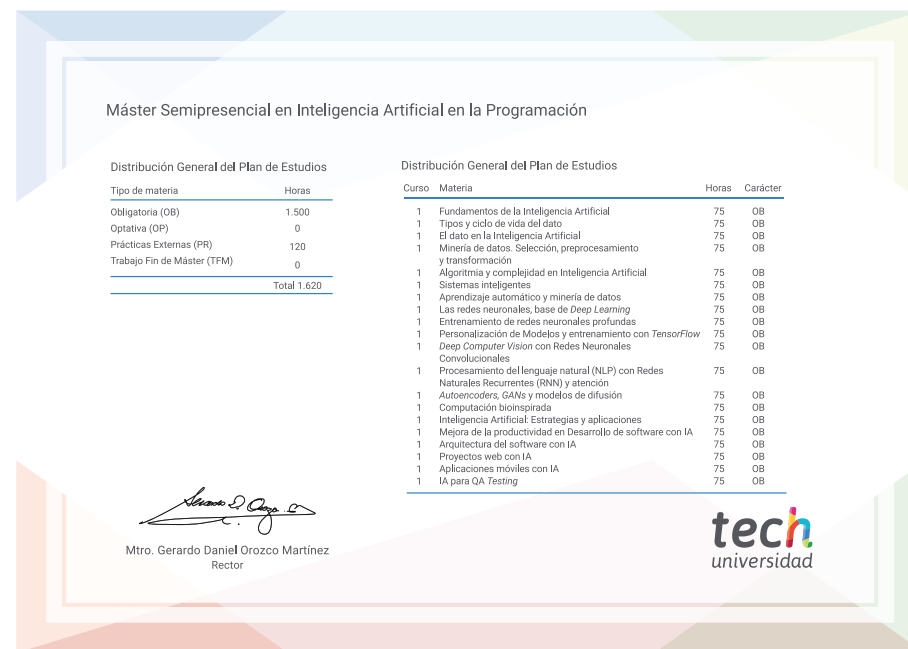 Máster Semipresencial en Inteligencia Artificial en la Programación
Distribución General del Plan de Estudios
Tipo de materia Horas
Obligatoria (OB) 1.500
Optativa (OP) 0
Prácticas Externas (PR) 120
Trabajo Fin de Máster (TFM) 0
Total 1.620
Distribución General del Plan de Estudios
Curso Materia Horas Carácter
1 Fundamentos de la Inteligencia Artificial 75 OB
1 Tipos y ciclo de vida del dato 75 OB
1 El dato en la Inteligencia Artificial 75 OB
1 Minería de datos. Selección, preprocesamiento 75 OB
y transformación
1 Algoritmia y complejidad en Inteligencia Artificial 75 OB
1 Sistemas inteligentes 75 OB
1 Aprendizaje automático y minería de datos 75 OB
1 Las redes neuronales, base de Deep Learning 75 OB
1 Entrenamiento de redes neuronales profundas 75 OB
1 Personalización de Modelos y entrenamiento con TensorFlow 75 OB
1 Deep Computer Vision con Redes Neuronales 75 OB
Convolucionales
1 Procesamiento del lenguaje natural (NLP) con Redes 75 OB
Naturales Recurrentes (RNN) y atención
1 Autoencoders, GANs y modelos de difusión 75 OB
1 Computación bioinspirada 75 OB
1 Inteligencia Artificial: Estrategias y aplicaciones 75 OB
1 Mejora de la productividad en Desarrollo de software con IA 75 OB
1 Arquitectura del software con IA 75 OB
1 Proyectos web con IA 75 OB
1 Aplicaciones móviles con IA 75 OB
1 IA para QA Testing 75 OB
Mtro. Gerardo Daniel Orozco Martínez
Rector
tech
universidad